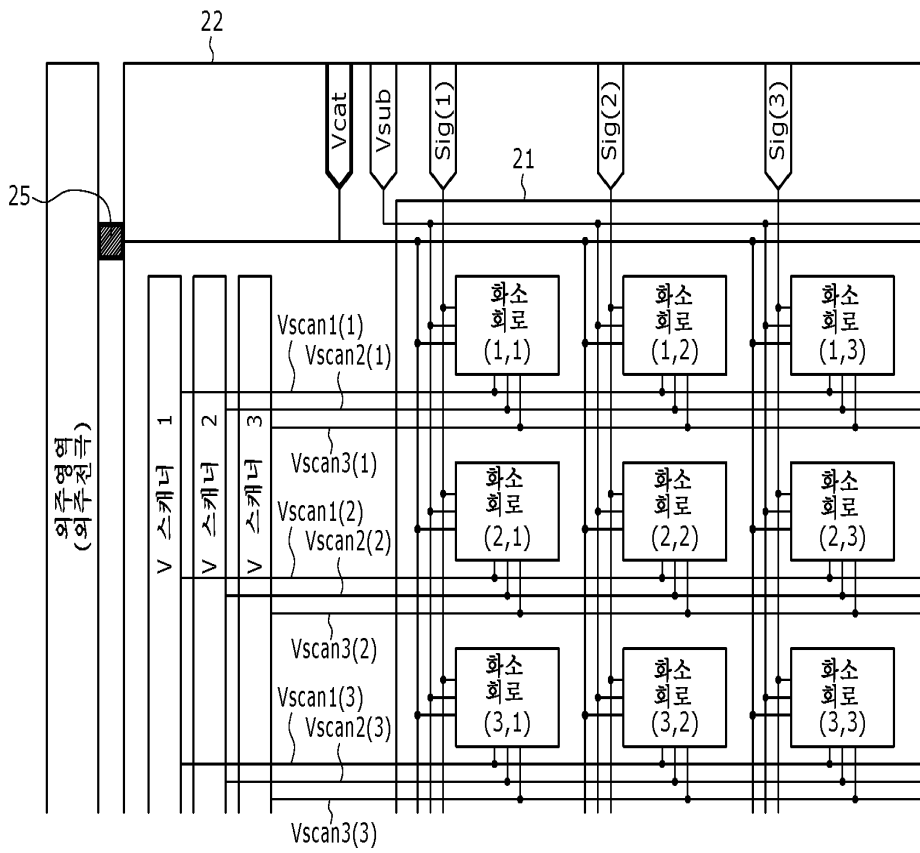 22
Vcat
Vsub
Sig(1)
Sig(2)
Sig(3)
21
25
화소
회로
(1,1)
화소
회로
(1,2)
화소
회로
(1,3)
Vscan1(1)
Vscan2(1)
Vscan3(1)
외주영역
(외주전극)
V 스캐너 1
V 스캐너 2
V 스캐너 3
화소
회로
(2,1)
화소
회로
(2,2)
화소
회로
(2,3)
Vscan1(2)
Vscan2(2)
Vscan3(2)
화소
회로
(3,1)
화소
회로
(3,2)
화소
회로
(3,3)
Vscan1(3)
Vscan2(3)
Vscan3(3)